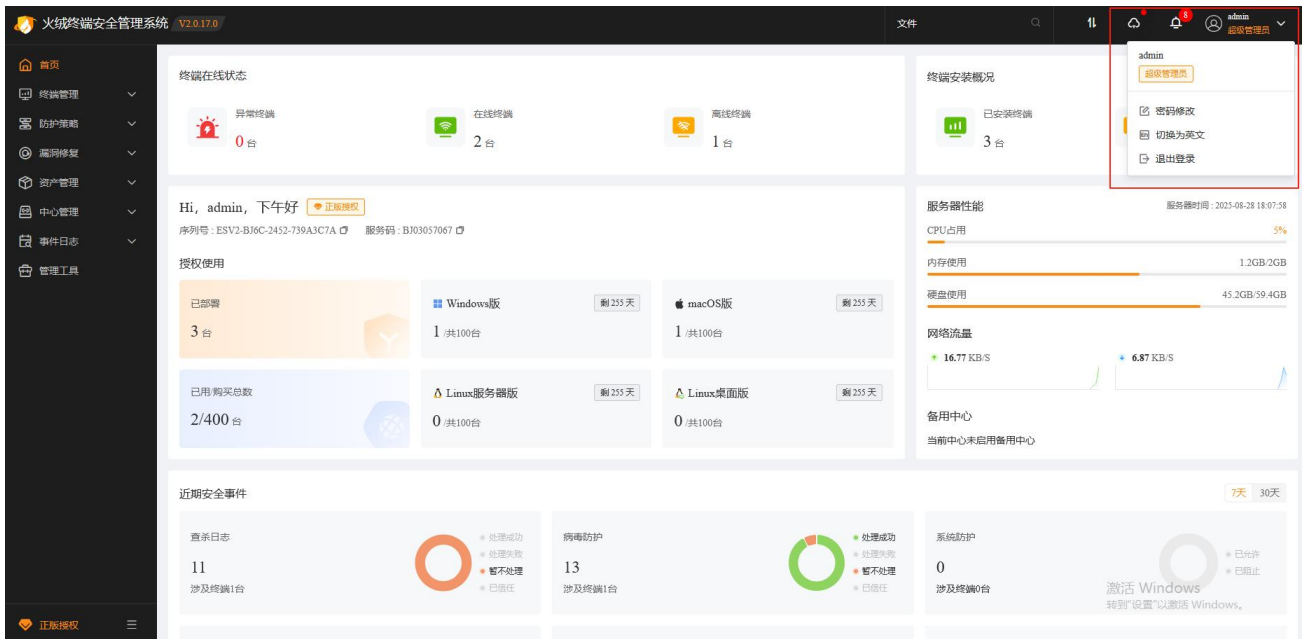 火绒终端安全管理系统 V2.0.17.0
文件
8
admin
超级管理员
首页
终端管理
防护策略
漏洞修复
资产管理
中心管理
事件日志
管理工具
正版授权
终端在线状态
异常终端
0 台
在线终端
2 台
离线终端
1 台
终端安装概况
已安装终端
3 台
admin
超级管理员
密码修改
切换为英文
退出登录
Hi, admin, 下午好 正版授权
序列号 : ESV2-BJ6C-2452-739A3C7A 服务码 : BJ03057067
授权使用
已部署
3 台
Windows版 剩 255 天
1 /共100台
macOS版 剩 255 天
1 /共100台
已用/购买总数
2/400 台
Linux服务器版 剩 255 天
0 /共100台
Linux桌面版 剩 255 天
0 /共100台
服务器性能 服务器时间 : 2025-08-28 18:07:58
CPU占用 5%
内存使用 1.2GB/2GB
硬盘使用 45.2GB/59.4GB
网络流量
16.77 KB/S 6.87 KB/S
备用中心
当前中心未启用备用中心
近期安全事件 7天 30天
查杀日志
11
涉及终端1台
处理成功
处理失败
暂不处理
已信任
病毒防护
13
涉及终端1台
处理成功
处理失败
暂不处理
已信任
系统防护
0
涉及终端0台
已允许
已阻止
激活 Windows
转到"设置"以激活 Windows。